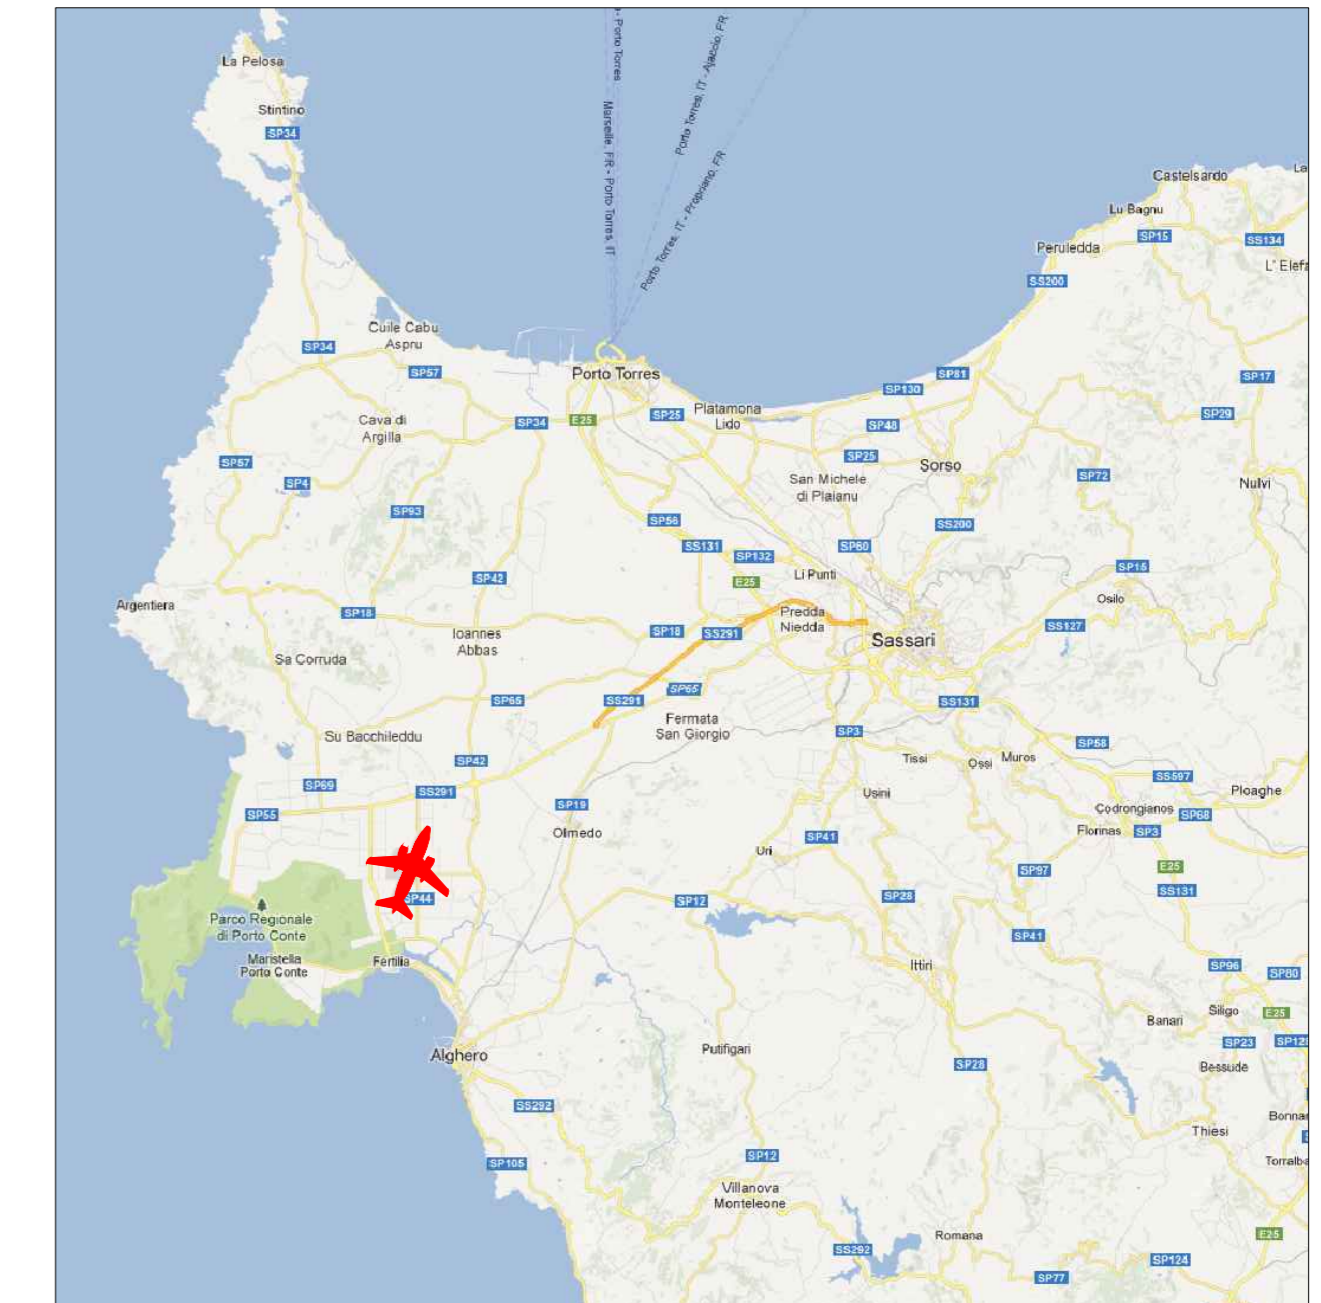 - Porto Torres
Marseille, FR - Porto Torres, IT
Porto Torres, IT - Ajaccio, FR
Porto Torres, IT - Propriano, FR
La Pelosa
Stintino
SP34
Castelsardo
La
Lu Bagnu
SP15
SS134
Peruledda
L' Elefa
SS200
Cuile Cabu
Aspru
SP34
SP57
Porto Torres
SP81
SP17
SP130
Cava di
Argilla
SP34
E25
SP25
Platamona
Lido
SP48
SP29
SP57
SP25
Sorso
SP4
San Michele
di Plaianu
SP72
Nulvi
SP93
SP56
SS200
SS131
SP132
SP60
SP42
E25
Li Punti
SP15
Argentiera
SP18
Osilo
Ioannes
Abbas
SP18
SS291
Predda
Niedda
Sassari
SS127
Sa Corruda
SP65
SS291
SP65
SS131
Fermata
San Giorgio
SP3
Su Bacchileddu
SP58
SP42
Tissi
Ossi
Muros
SP69
SS291
SS597
SP55
SP19
Usini
Ploaghe
Codrongianos
SP68
Olmedo
SP41
Florinas
SP3
Uri
SP97
E25
SP44
SP12
SP28
SS131
Parco Regionale
di Porto Conte
SP41
Maristella
Porto Conte
Fertilia
Ittiri
SP96
SP80
Siligo
E25
Banari
Alghero
Putifigari
SP23
SP28
Bessude
SS292
Bonnar
Thiesi
SP12
SP105
Torralba
Villanova
Monteleone
Romana
E25
SS292
SP124
SP77